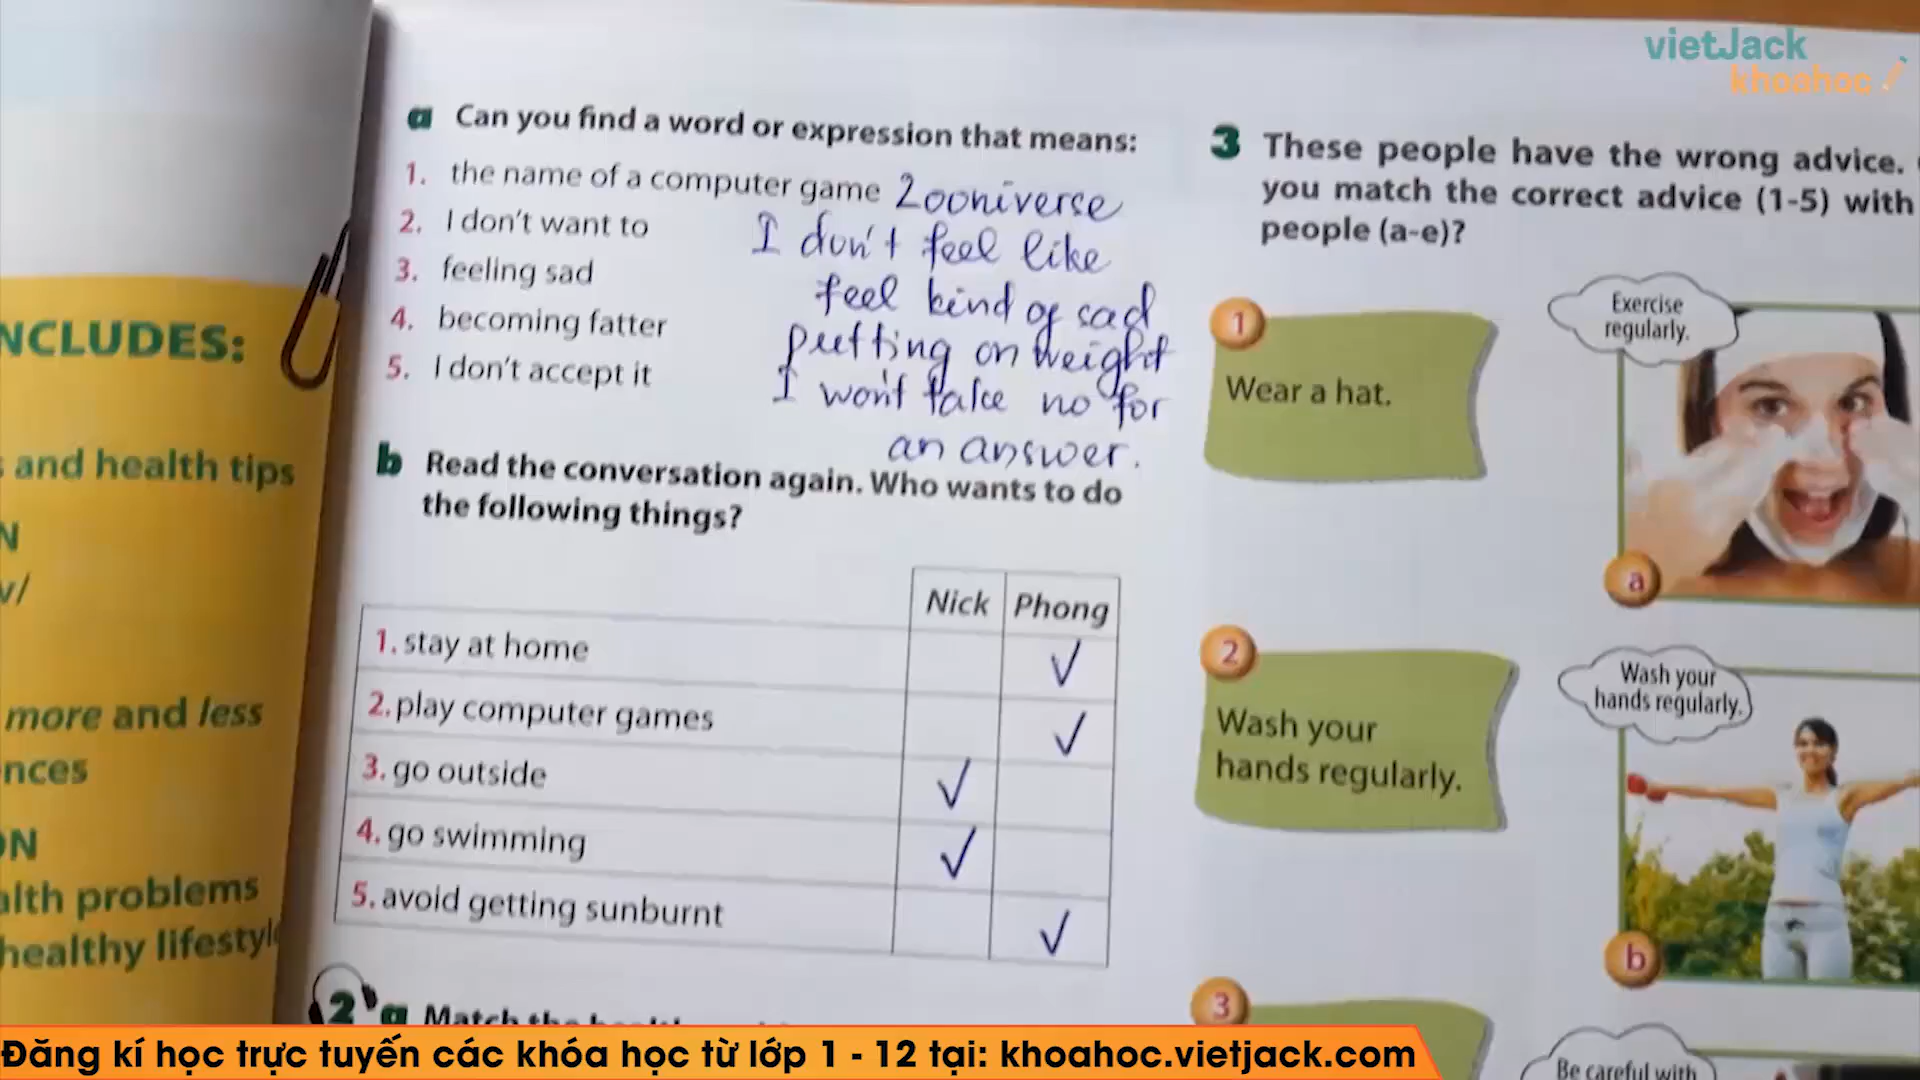 vietJack
khoahoc
NCLUDES:
and health tips
N
v/
more and less
nces
ON
alth problems
healthy lifestyl
a Can you find a word or expression that means:
1. the name of a computer game Zooniverse
2. I don't want to I don't feel like
3. feeling sad feel kind of sad
4. becoming fatter putting on weight
5. I don't accept it I won't take no for
an answer.
b Read the conversation again. Who wants to do
the following things?
Nick Phong
1. stay at home √
2. play computer games √
3. go outside √
4. go swimming √
5. avoid getting sunburnt √
2 a Match the
3 These people have the wrong advice.
you match the correct advice (1-5) with
people (a-e)?
1
Wear a hat.
Exercise
regularly.
a
2
Wash your
hands regularly.
Wash your
hands regularly.
b
3
Be careful with
Đăng kí học trực tuyến các khóa học từ lớp 1 - 12 tại: khoahoc.vietjack.com